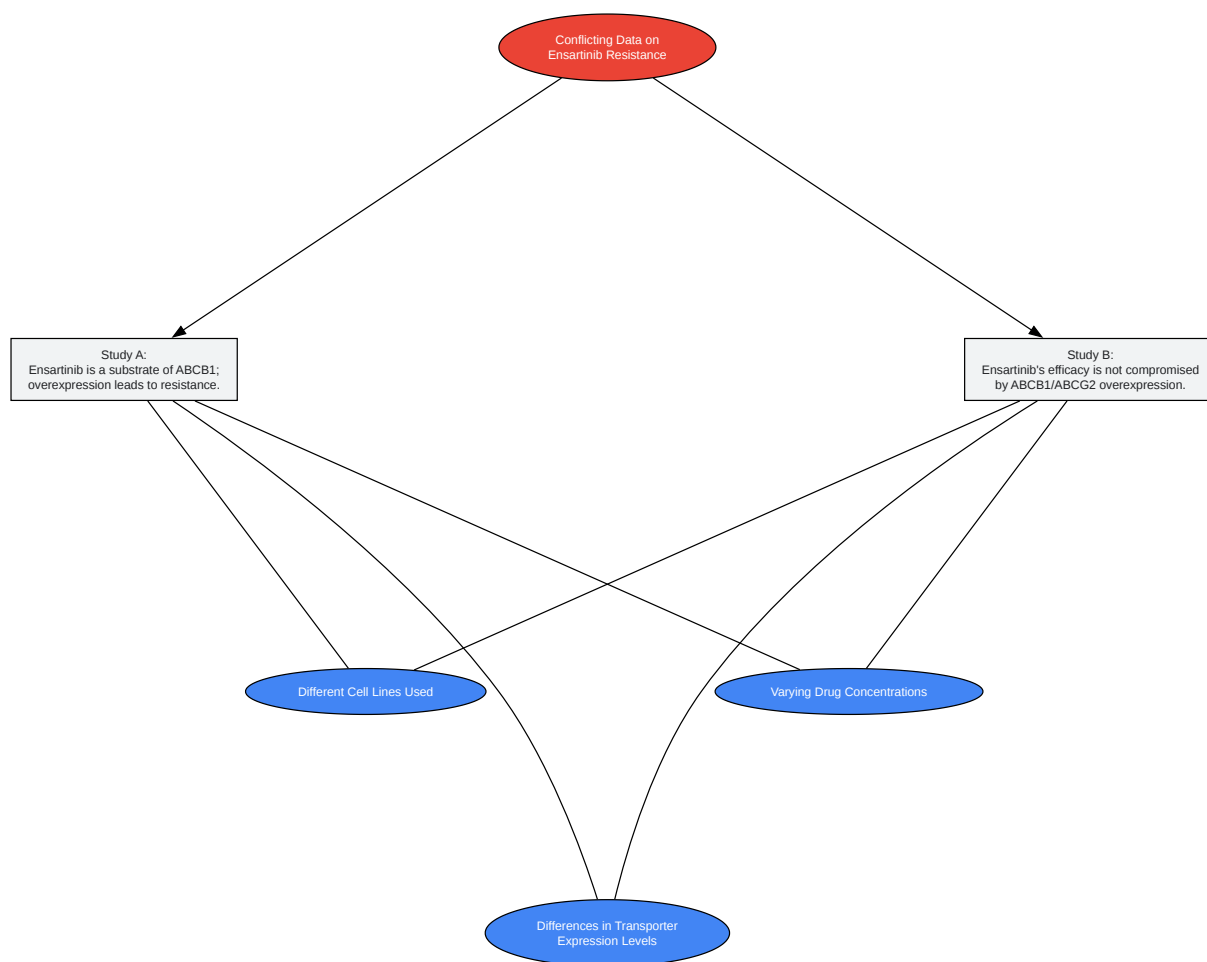 Conflicting Data on
Ensartinib Resistance
Study A:
Ensartinib is a substrate of ABCB1;
overexpression leads to resistance.
Study B:
Ensartinib's efficacy is not compromised
by ABCB1/ABCG2 overexpression.
Different Cell Lines Used
Varying Drug Concentrations
Differences in Transporter
Expression Levels